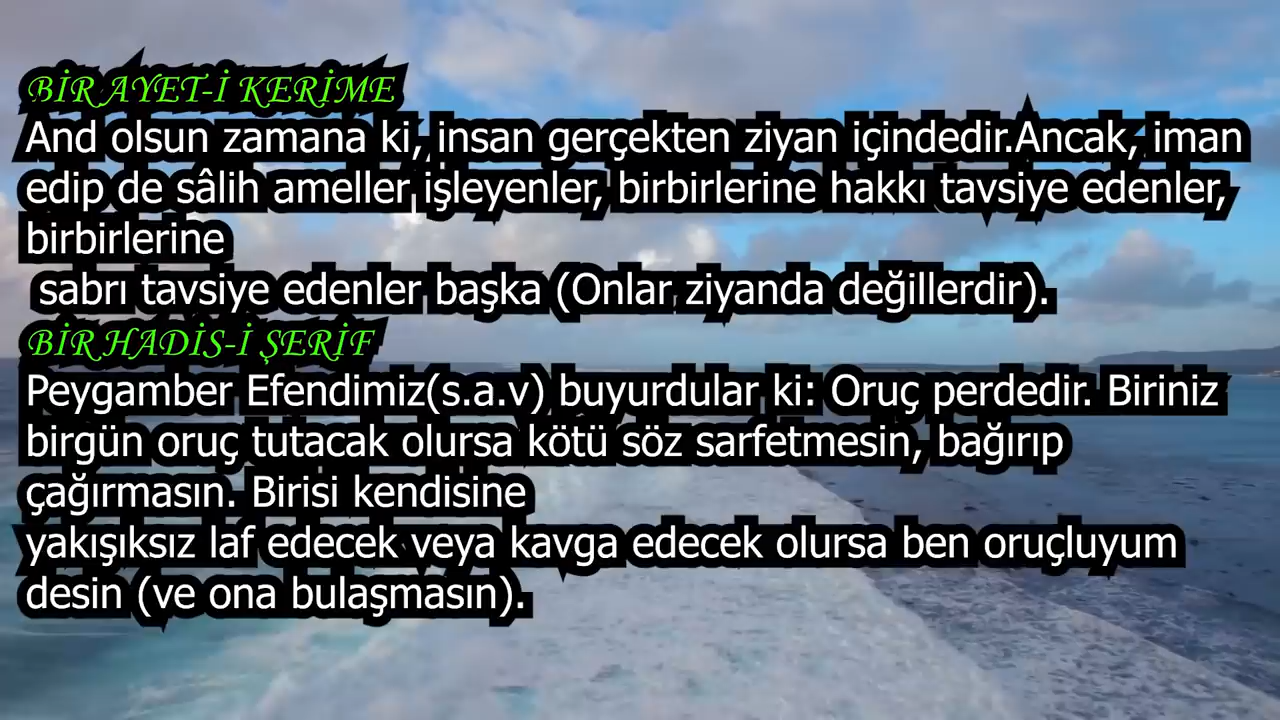 BİR AYET-İ KERİME
And olsun zamana ki, insan gerçekten ziyan içindedir.Ancak, iman
edip de sâlih ameller işleyenler, birbirlerine hakkı tavsiye edenler,
birbirlerine
sabrı tavsiye edenler başka (Onlar ziyanda değillerdir).
BİR HADİS-İ ŞERİF
Peygamber Efendimiz(s.a.v) buyurdular ki: Oruç perdedir. Biriniz
birgün oruç tutacak olursa kötü söz sarfetmesin, bağırıp
çağırmasın. Birisi kendisine
yakışıksız laf edecek veya kavga edecek olursa ben oruçluyum
desin (ve ona bulaşmasın).